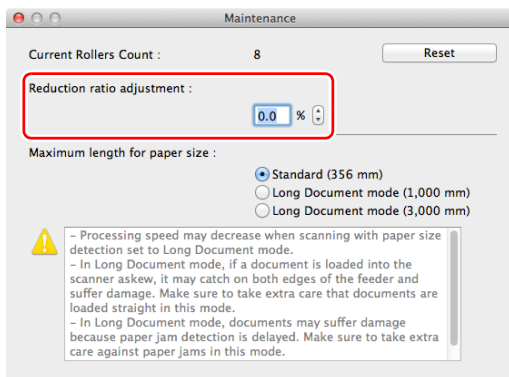 Maintenance
Current Rollers Count : 8 Reset
Reduction ratio adjustment :
0.0 %
Maximum length for paper size :
Standard (356 mm)
Long Document mode (1,000 mm)
Long Document mode (3,000 mm)
– Processing speed may decrease when scanning with paper size
detection set to Long Document mode.
– In Long Document mode, if a document is loaded into the
scanner askew, it may catch on both edges of the feeder and
suffer damage. Make sure to take extra care that documents are
loaded straight in this mode.
– In Long Document mode, documents may suffer damage
because paper jam detection is delayed. Make sure to take extra
care against paper jams in this mode.